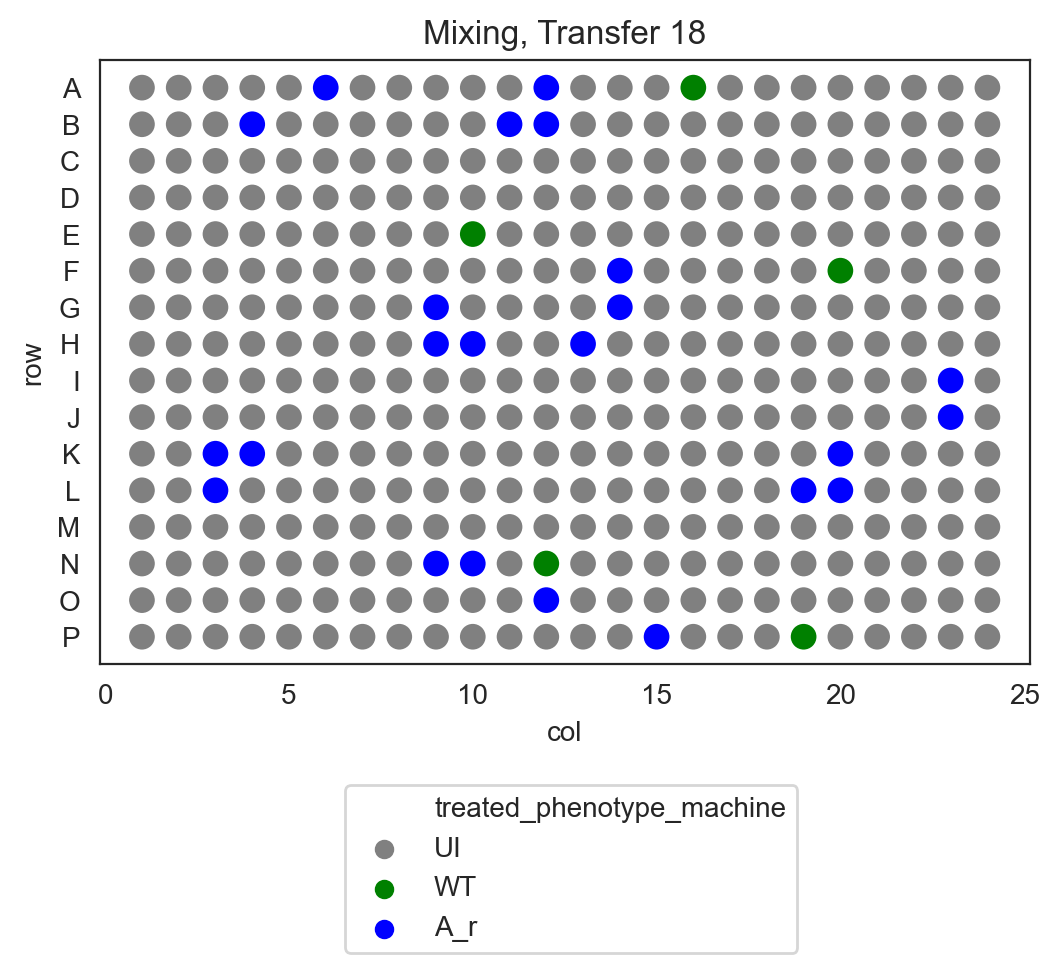 Mixing, Transfer 18
A
B
C
D
E
F
G
H
I
J
K
L
M
N
O
P
row
0 5 10 15 20 25
col
treated_phenotype_machine
UI
WT
A_r